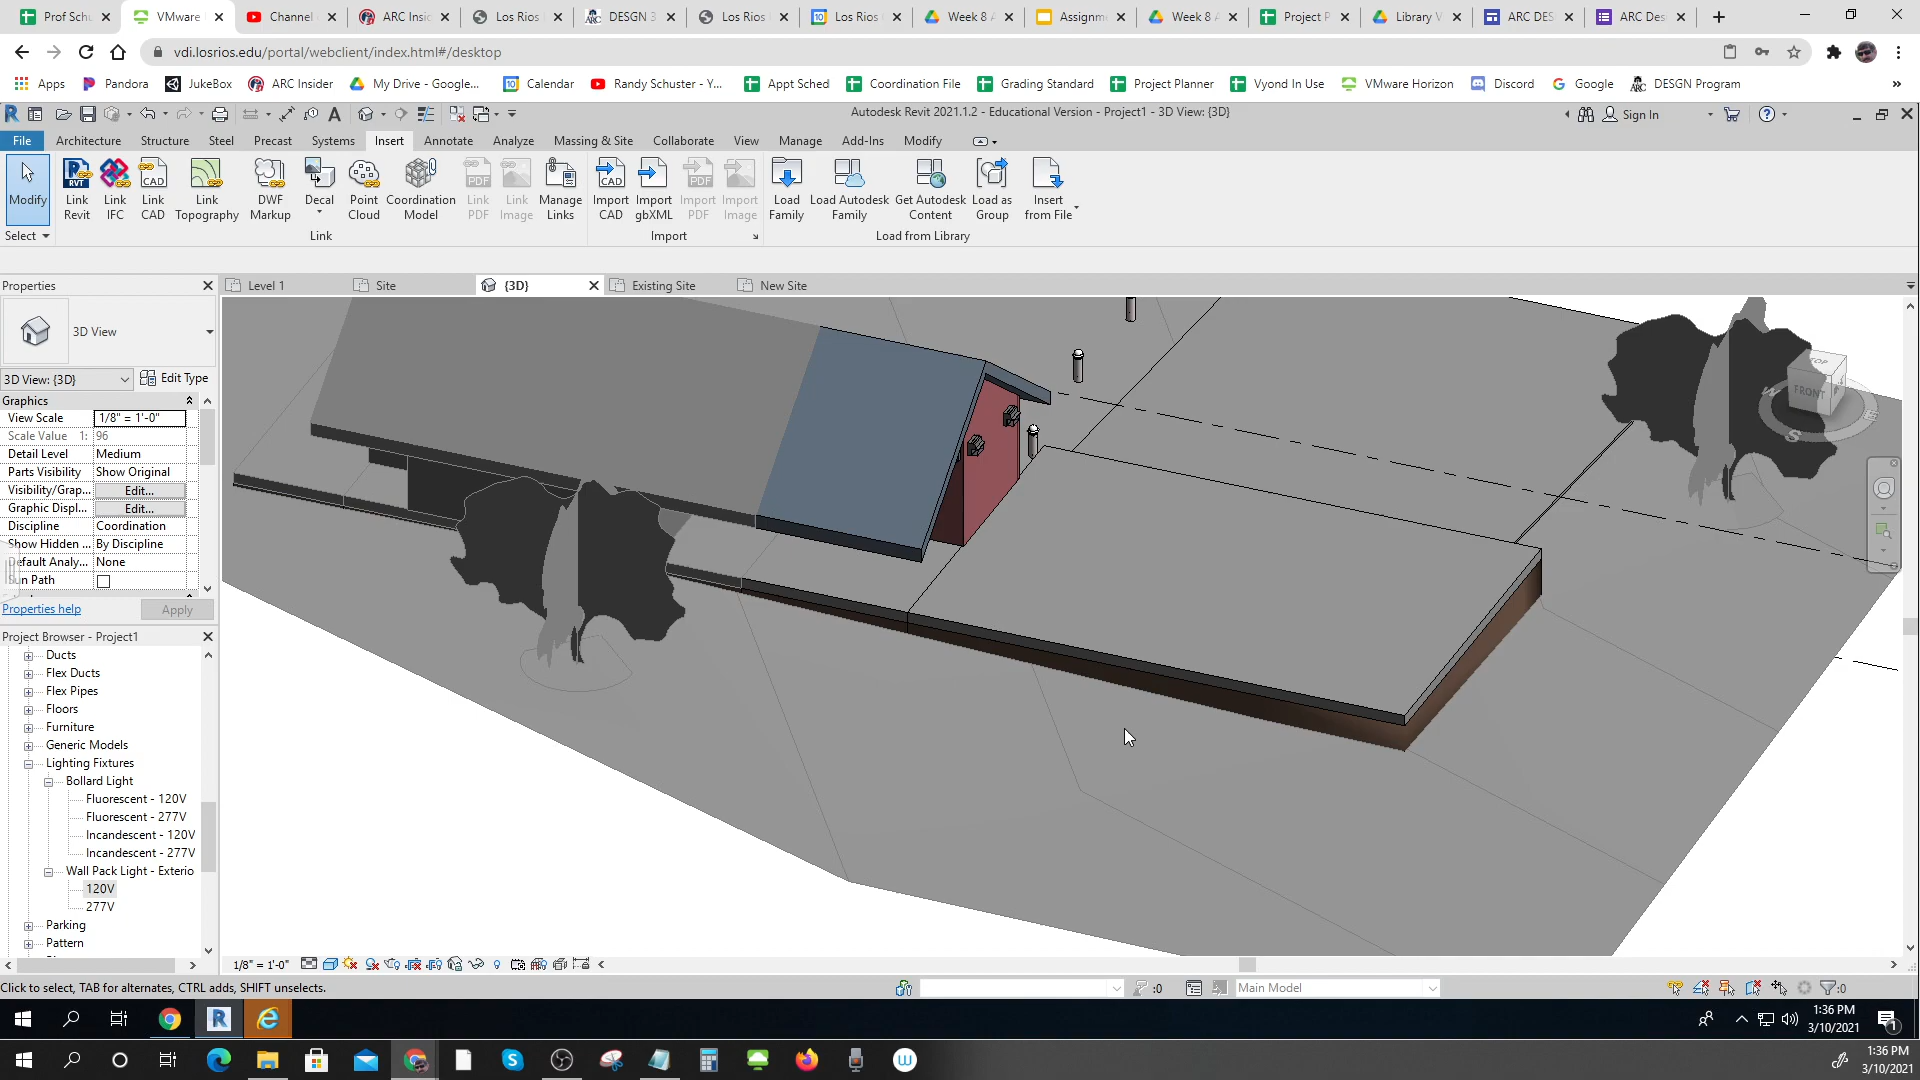 Prof Schu
VMware
Channel
ARC Insid
Los Rios
DESGN 3
Los Rios
Los Rios
Week 8 A
Assignm
Week 8 A
Project P
Library V
ARC DES
ARC Des
vdi.losrios.edu/portal/webclient/index.html#/desktop
Apps
Pandora
JukeBox
ARC Insider
My Drive - Google...
Calendar
Randy Schuster - Y...
Appt Sched
Coordination File
Grading Standard
Project Planner
Vyond In Use
VMware Horizon
Discord
Google
DESGN Program
Autodesk Revit 2021.1.2 - Educational Version - Project1 - 3D View: {3D}
Sign In
File Architecture Structure Steel Precast Systems Insert Annotate Analyze Massing & Site Collaborate View Manage Add-Ins Modify
Modify
Link Revit
Link IFC
Link CAD
Link Topography
DWF Markup
Decal
Point Cloud
Coordination Model
Link PDF
Link Image
Manage Links
Import CAD
Import gbXML
Import PDF
Import Image
Load Family
Load Autodesk Family
Get Autodesk Content
Load as Group
Insert from File
Select
Link
Import
Load from Library
Properties
Level 1
Site
{3D}
Existing Site
New Site
3D View
3D View: {3D}
Edit Type
Graphics
View Scale 1/8" = 1'-0"
Scale Value 1: 96
Detail Level Medium
Parts Visibility Show Original
Visibility/Grap... Edit...
Graphic Displ... Edit...
Discipline Coordination
Show Hidden ... By Discipline
Default Analy... None
Sun Path
Properties help
Apply
Project Browser - Project1
Ducts
Flex Ducts
Flex Pipes
Floors
Furniture
Generic Models
Lighting Fixtures
Bollard Light
Fluorescent - 120V
Fluorescent - 277V
Incandescent - 120V
Incandescent - 277V
Wall Pack Light - Exterio
120V
277V
Parking
Pattern
TOP
FRONT
W
S
E
1/8" = 1'-0"
Click to select, TAB for alternates, CTRL adds, SHIFT unselects.
:0
Main Model
:0
1:36 PM
3/10/2021
1
1:36 PM
3/10/2021